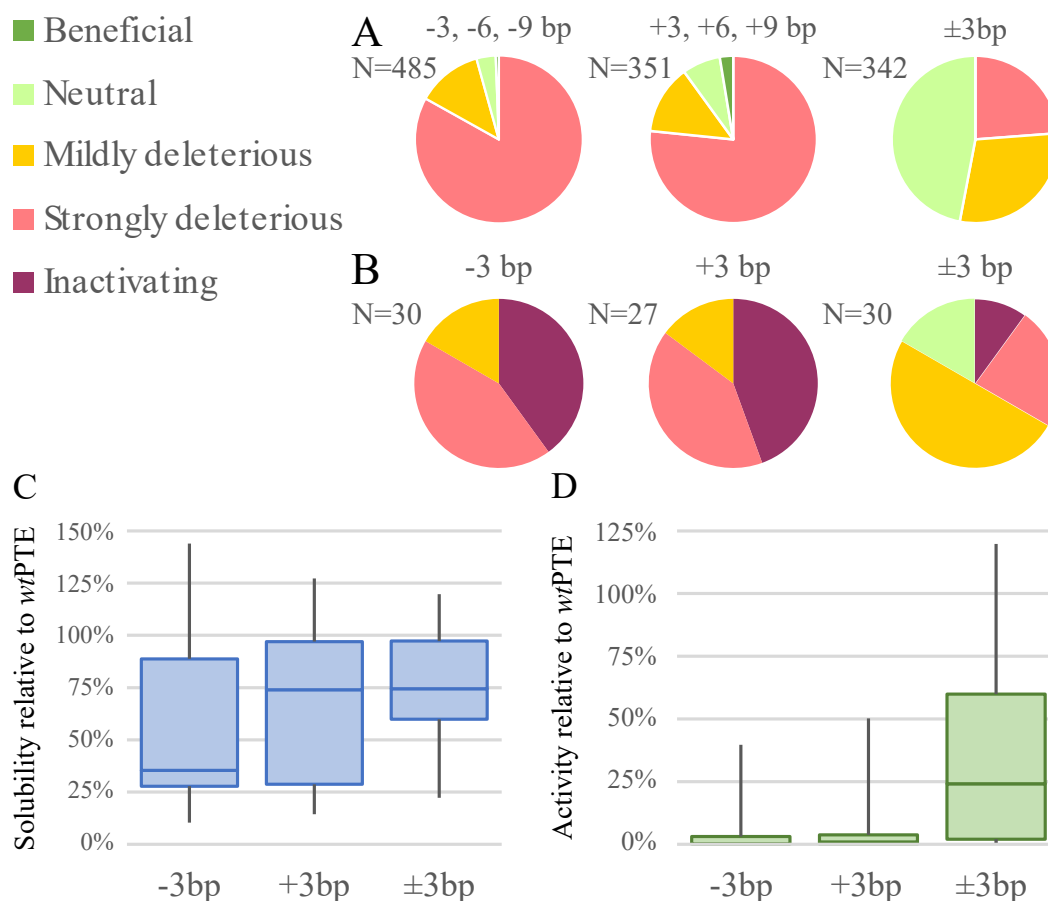 Beneficial
Neutral
Mildly deleterious
Strongly deleterious
Inactivating
A
-3, -6, -9 bp
+3, +6, +9 bp
±3bp
N=485
N=351
N=342
B
-3 bp
+3 bp
±3 bp
N=30
N=27
N=30
C
Solubility relative to wtPTE
150%
125%
100%
75%
50%
25%
0%
-3bp
+3bp
±3bp
D
Activity relative to wtPTE
125%
100%
75%
50%
25%
0%
-3bp
+3bp
±3bp